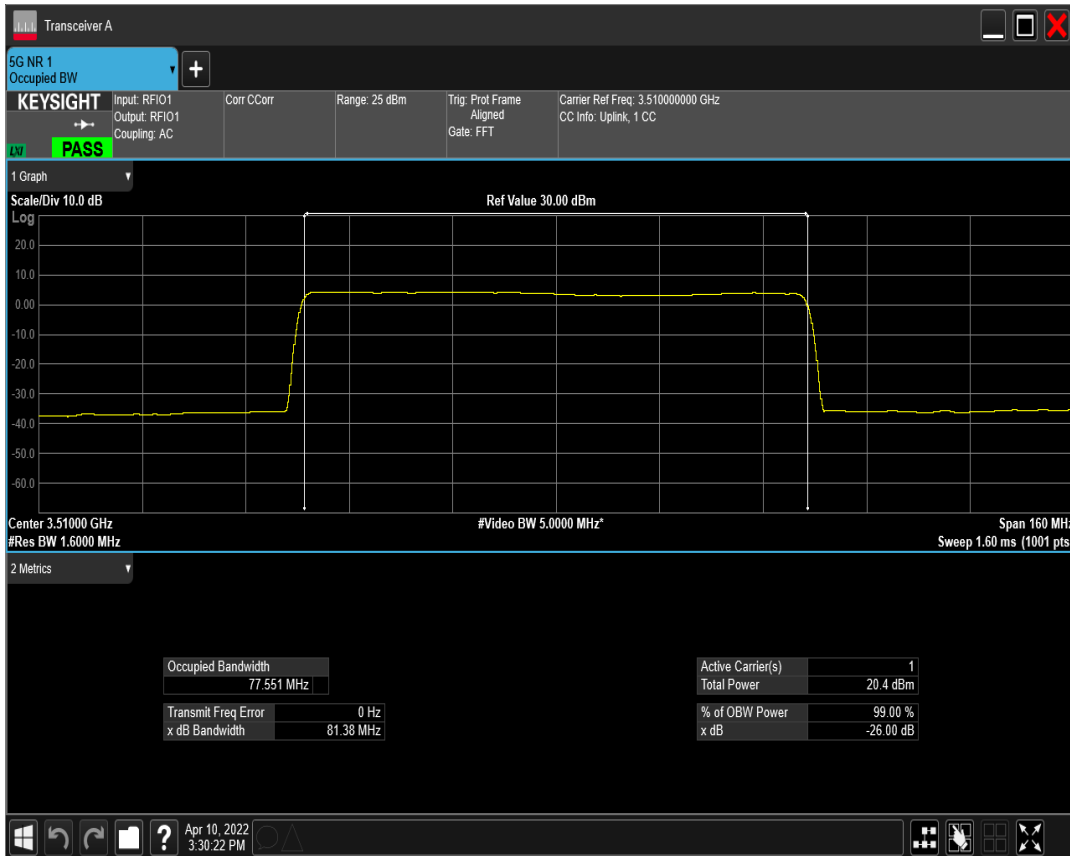 Transceiver A
5G NR 1
Occupied BW
KEYSIGHT
LXI
PASS
Input: RFIO1
Output: RFIO1
Coupling: AC
Corr CCorr
Range: 25 dBm
Trig: Prot Frame
Aligned
Gate: FFT
Carrier Ref Freq: 3.510000000 GHz
CC Info: Uplink, 1 CC
1 Graph
Scale/Div 10.0 dB
Ref Value 30.00 dBm
Log
20.0
10.0
0.00
-10.0
-20.0
-30.0
-40.0
-50.0
-60.0
Center 3.51000 GHz
#Video BW 5.0000 MHz*
Span 160 MHz
#Res BW 1.6000 MHz
Sweep 1.60 ms (1001 pts
2 Metrics
Occupied Bandwidth
77.551 MHz
Transmit Freq Error 0 Hz
x dB Bandwidth 81.38 MHz
Active Carrier(s) 1
Total Power 20.4 dBm
% of OBW Power 99.00 %
x dB -26.00 dB
?
Apr 10, 2022
3:30:22 PM